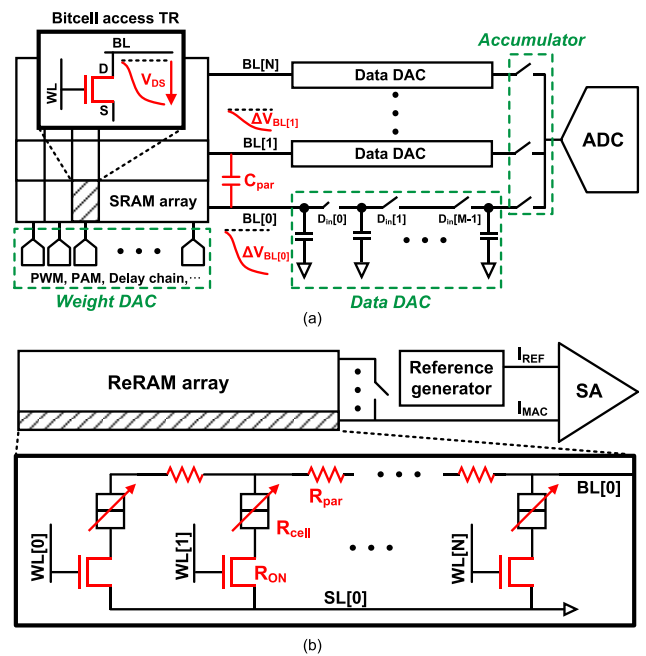 Bitcell access TR
BL
D
WL
V_DS
S
BL[N]
Data DAC
Accumulator
ΔV_BL[1]
BL[1]
Data DAC
ADC
C_par
SRAM array
BL[0]
D_in[0]
D_in[1]
D_in[M-1]
ΔV_BL[0]
PWM, PAM, Delay chain,···
Weight DAC
Data DAC
(a)
ReRAM array
Reference
generator
I_REF
SA
I_MAC
BL[0]
R_par
R_cell
WL[0]
WL[1]
WL[N]
R_ON
SL[0]
(b)